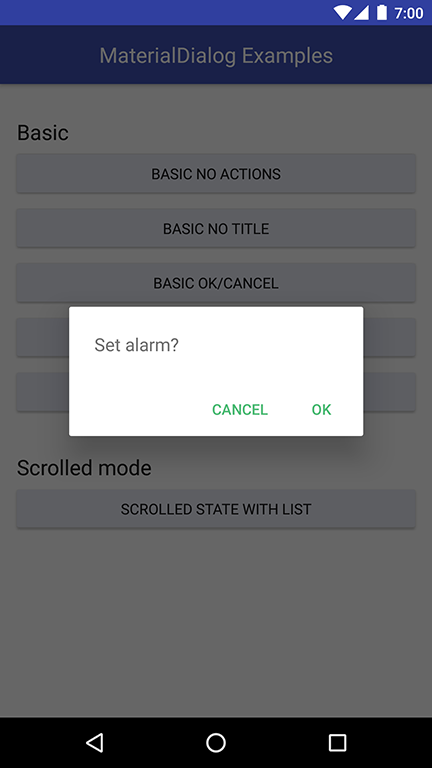 7:00
MaterialDialog Examples
Basic
BASIC NO ACTIONS
BASIC NO TITLE
BASIC OK/CANCEL
Set alarm?
CANCEL OK
Scrolled mode
SCROLLED STATE WITH LIST